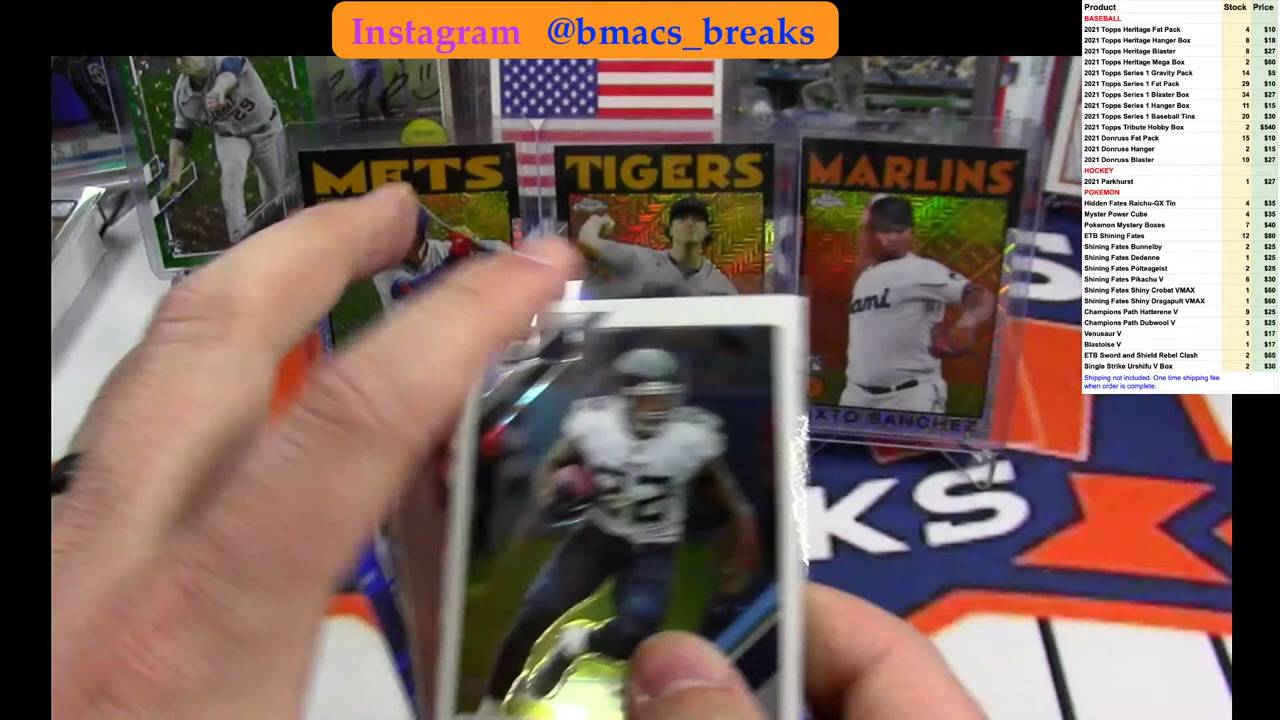 Instagram @bmacs_breaks
Product Stock Price
BASEBALL
2021 Topps Heritage Fat Pack 4 $10
2021 Topps Heritage Hanger Box 8 $18
2021 Topps Heritage Blaster 8 $27
2021 Topps Heritage Mega Box 2 $60
2021 Topps Series 1 Gravity Pack 14 $5
2021 Topps Series 1 Fat Pack 29 $10
2021 Topps Series 1 Blaster Box 34 $27
2021 Topps Series 1 Hanger Box 11 $15
2021 Topps Series 1 Baseball Tins 20 $30
2021 Topps Tribute Hobby Box 2 $540
2021 Donruss Fat Pack 15 $10
2021 Donruss Hanger 2 $15
2021 Donruss Blaster 10 $27
HOCKEY
2021 Parkhurst 1 $27
POKEMON
Hidden Fates Raichu-GX Tin 4 $35
Myster Power Cube 4 $35
Pokemon Mystery Boxes 7 $40
ETB Shining Fates 12 $80
Shining Fates Bunnelby 2 $25
Shining Fates Dedenne 1 $25
Shining Fates Polteageist 2 $25
Shining Fates Pikachu V 6 $30
Shining Fates Shiny Crobat VMAX 1 $60
Shining Fates Shiny Dragapult VMAX 1 $60
Champions Path Hatterene V 9 $25
Champions Path Dubwool V 3 $25
Venusaur V 1 $17
Blastoise V 1 $17
ETB Sword and Shield Rebel Clash 2 $65
Single Strike Urshifu V Box 2 $30
Shipping not included. One time shipping fee
when order is complete.
METS
TIGERS
MARLINS
IXTO SANCHEZ
KS